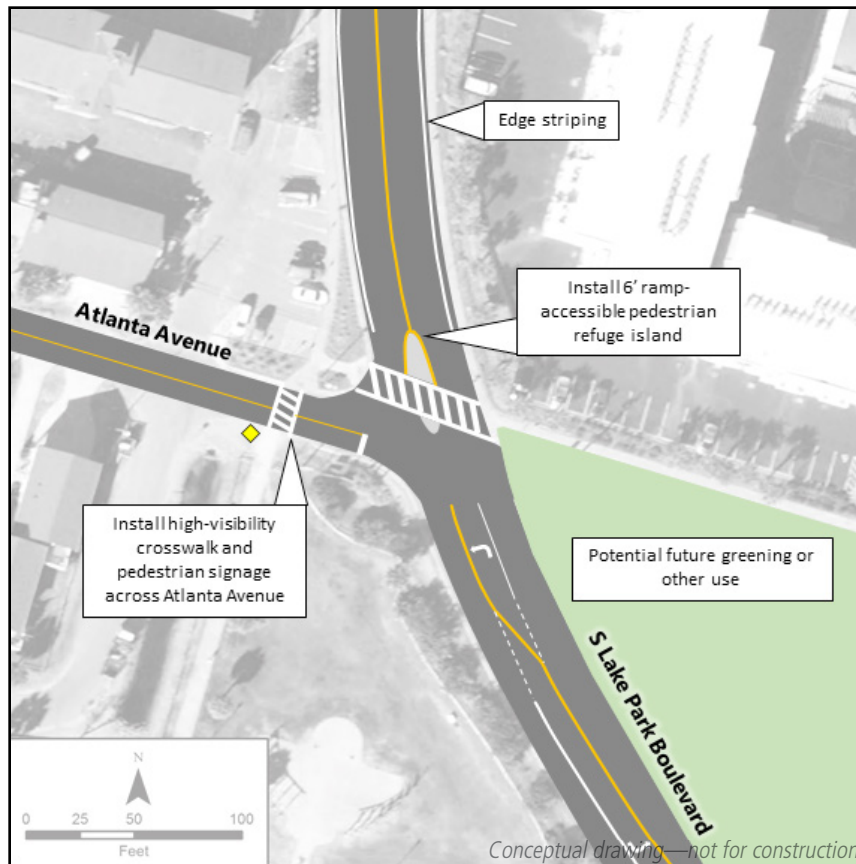 Edge striping
Install 6' ramp-
accessible pedestrian
refuge island
Atlanta Avenue
Install high-visibility
crosswalk and
pedestrian signage
across Atlanta Avenue
Potential future greening or
other use
S Lake Park Boulevard
N
0 25 50 100
Feet
Conceptual drawing—not for construction